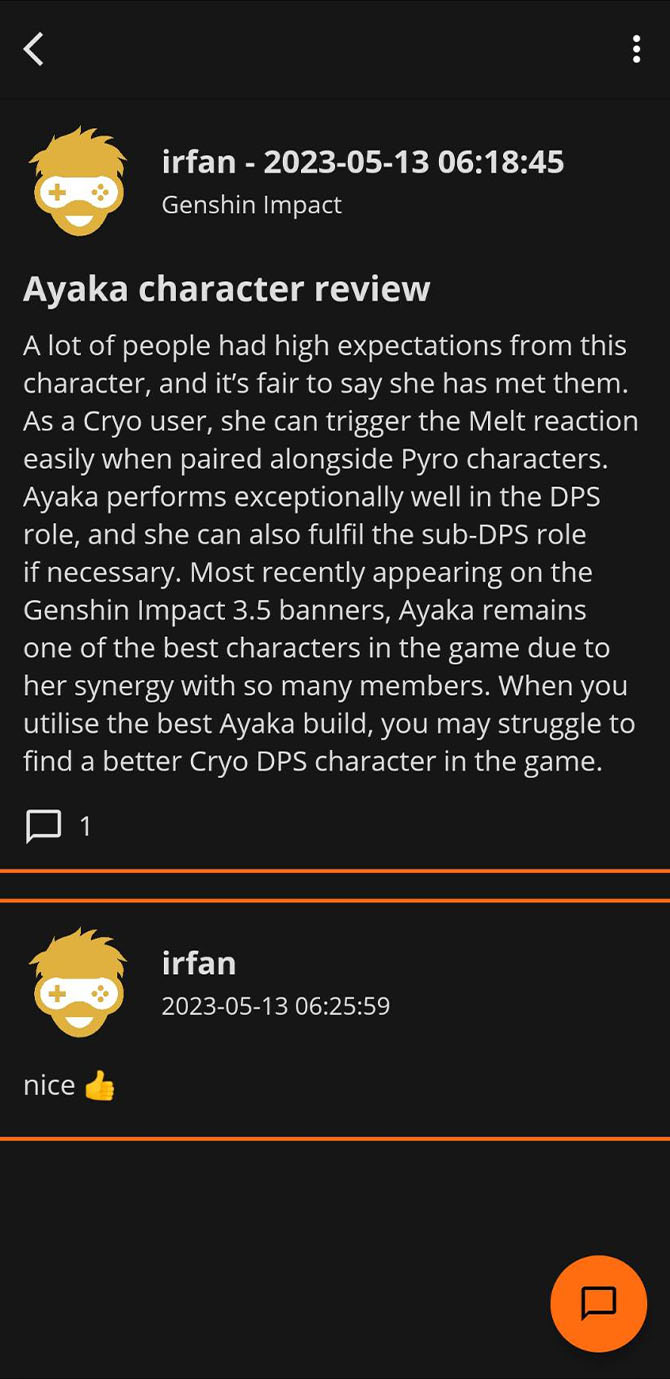 irfan - 2023-05-13 06:18:45
Genshin Impact
Ayaka character review
A lot of people had high expectations from this
character, and it’s fair to say she has met them.
As a Cryo user, she can trigger the Melt reaction
easily when paired alongside Pyro characters.
Ayaka performs exceptionally well in the DPS
role, and she can also fulfil the sub-DPS role
if necessary. Most recently appearing on the
Genshin Impact 3.5 banners, Ayaka remains
one of the best characters in the game due to
her synergy with so many members. When you
utilise the best Ayaka build, you may struggle to
find a better Cryo DPS character in the game.
1
irfan
2023-05-13 06:25:59
nice 👍